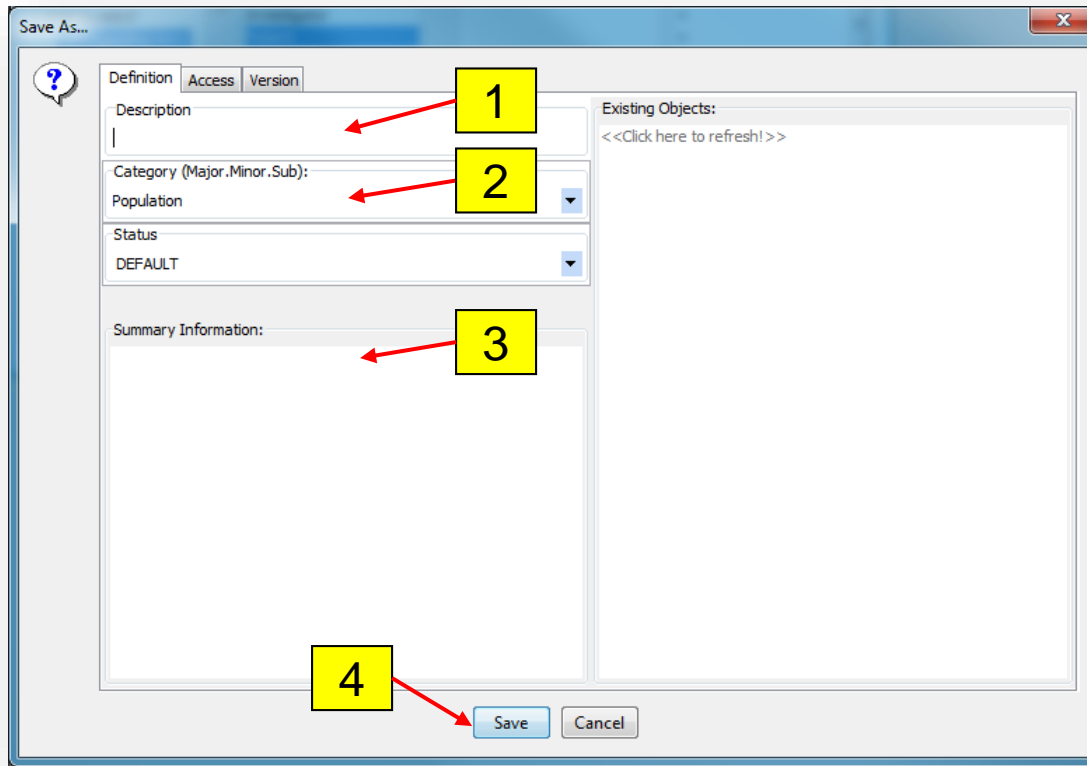 Save As...
?
Definition Access Version
Description
1
Category (Major.Minor.Sub):
Population
2
Status
DEFAULT
Summary Information:
3
Existing Objects:
<<Click here to refresh!>>
4
Save Cancel